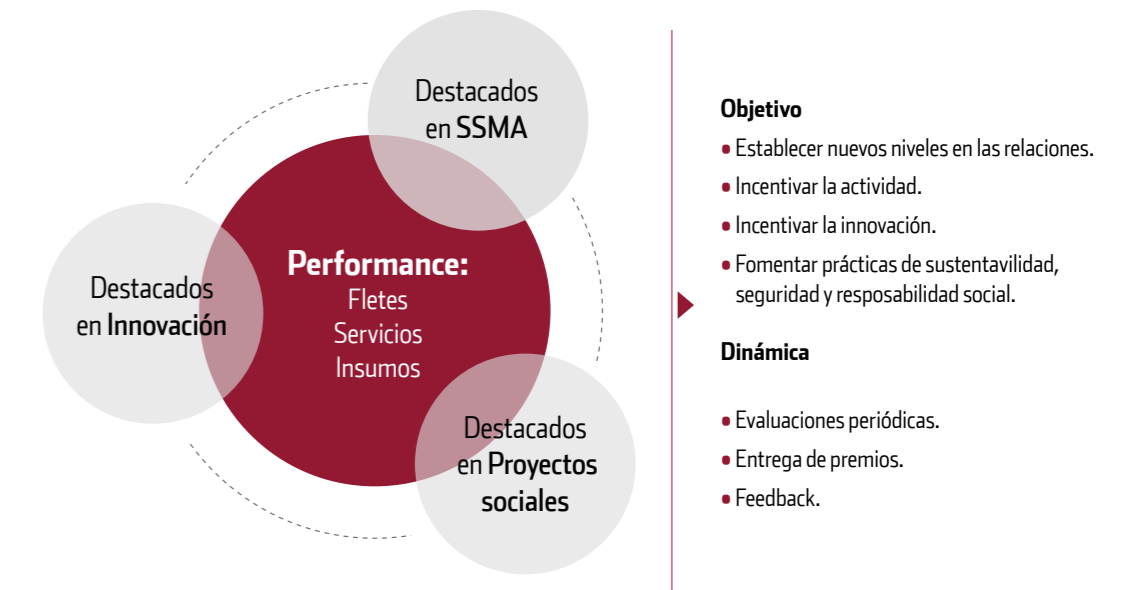 Destacados
en SSMA
Destacados
en Innovación
Performance:
Fletes
Servicios
Insumos
Destacados
en Proyectos
sociales
Objetivo
• Establecer nuevos niveles en las relaciones.
• Incentivar la actividad.
• Incentivar la innovación.
• Fomentar prácticas de sustentavilidad,
seguridad y resposabilidad social.
Dinámica
• Evaluaciones periódicas.
• Entrega de premios.
• Feedback.